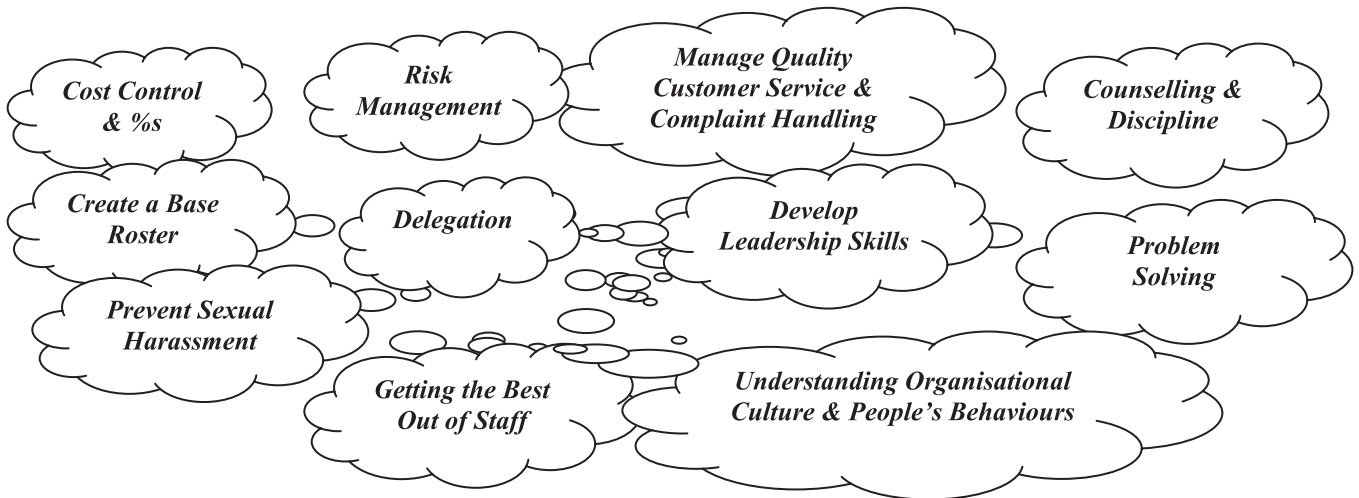 Cost Control
& %s
Risk
Management
Manage Quality
Customer Service &
Complaint Handling
Counselling &
Discipline
Create a Base
Roster
Delegation
Develop
Leadership Skills
Problem
Solving
Prevent Sexual
Harassment
Getting the Best
Out of Staff
Understanding Organisational
Culture & People's Behaviours